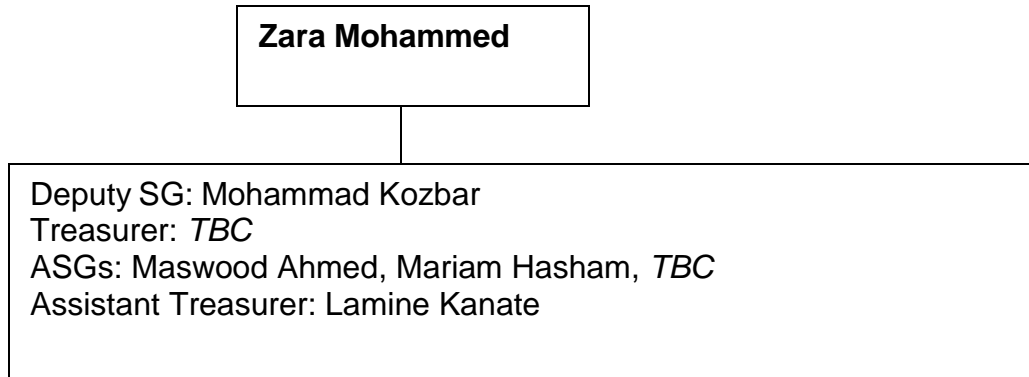 Zara Mohammed
Deputy SG: Mohammad Kozbar
Treasurer: TBC
ASGs: Maswood Ahmed, Mariam Hasham, TBC
Assistant Treasurer: Lamine Kanate